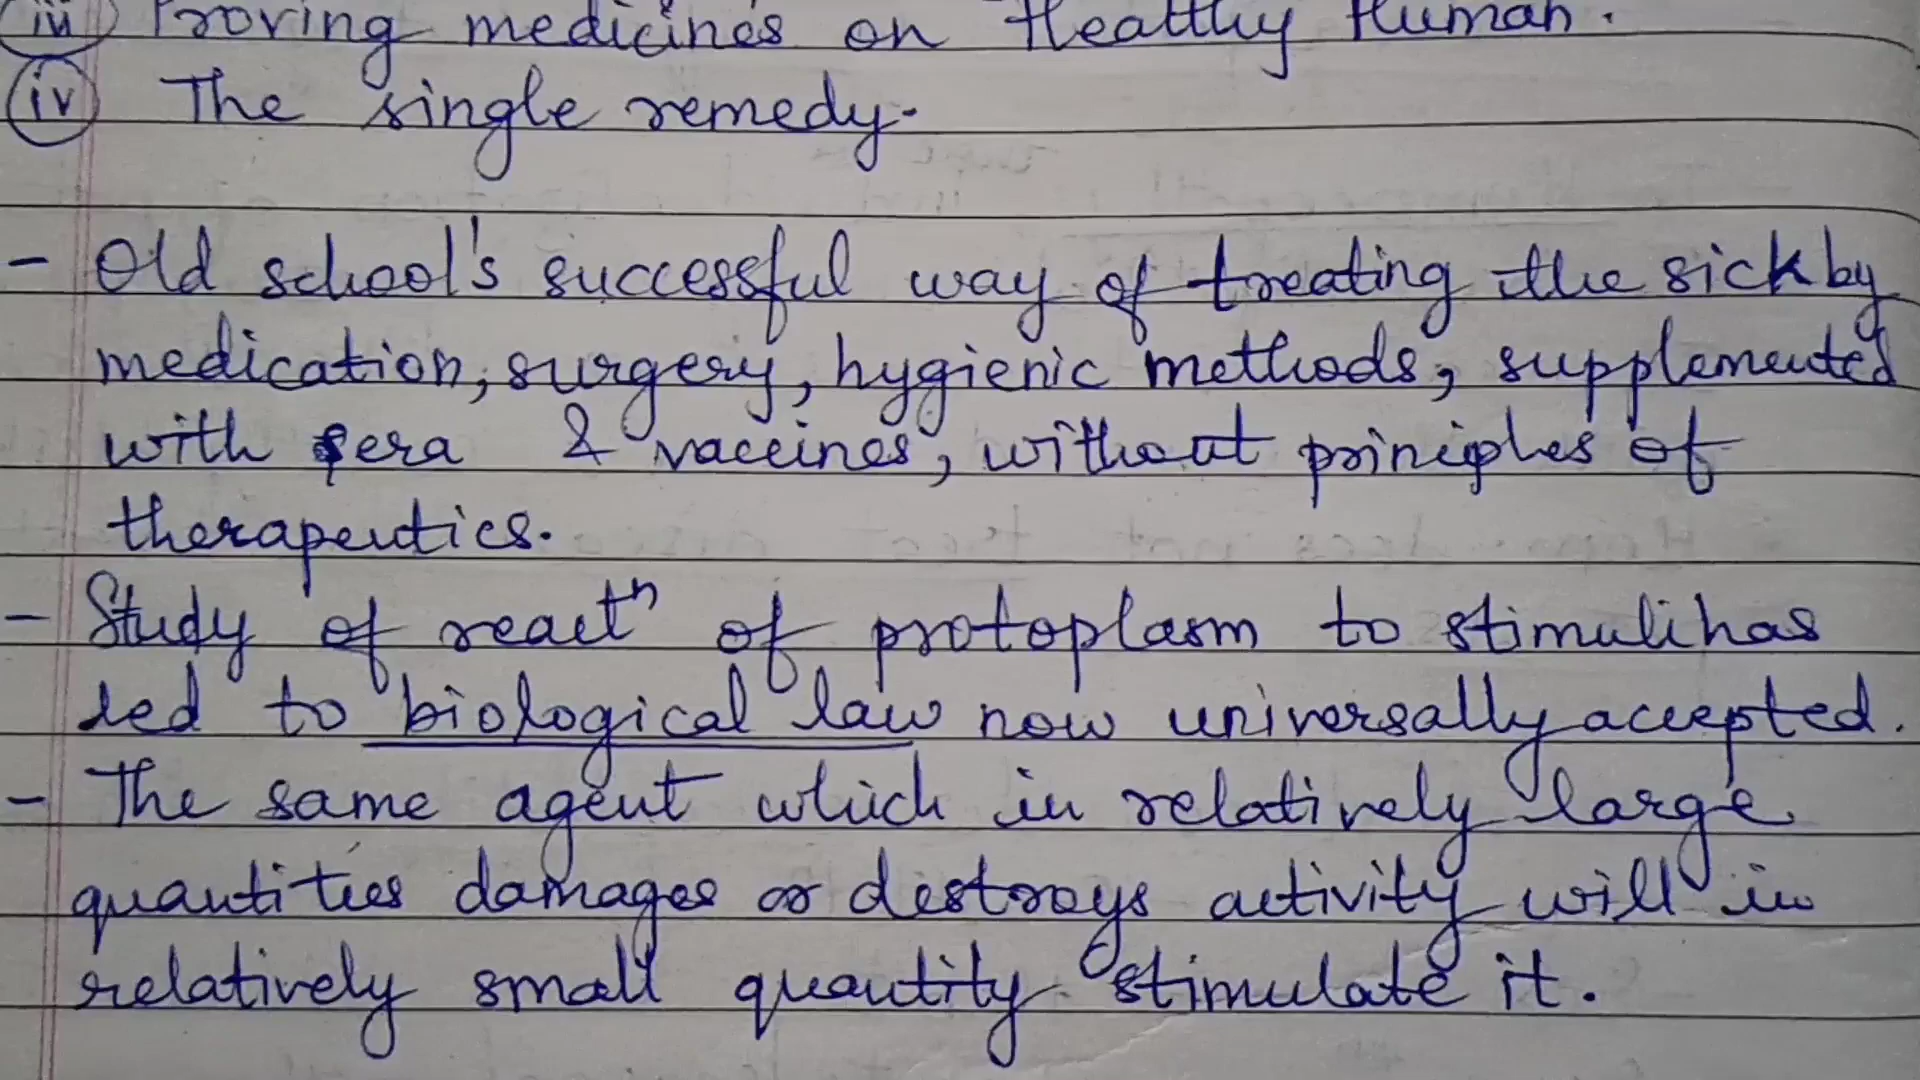 iii) Proving medicines on Healthy Human.
iv) The single remedy.
- Old school's successful way of treating the sick by
medication, surgery, hygienic methods, supplemented
with sera & vaccines, without principles of
therapeutics.
- Study of reactⁿ of protoplasm to stimuli has
led to biological law now universally accepted.
- The same agent which in relatively large
quantities damages or destroys activity will in
relatively small quantity stimulate it.